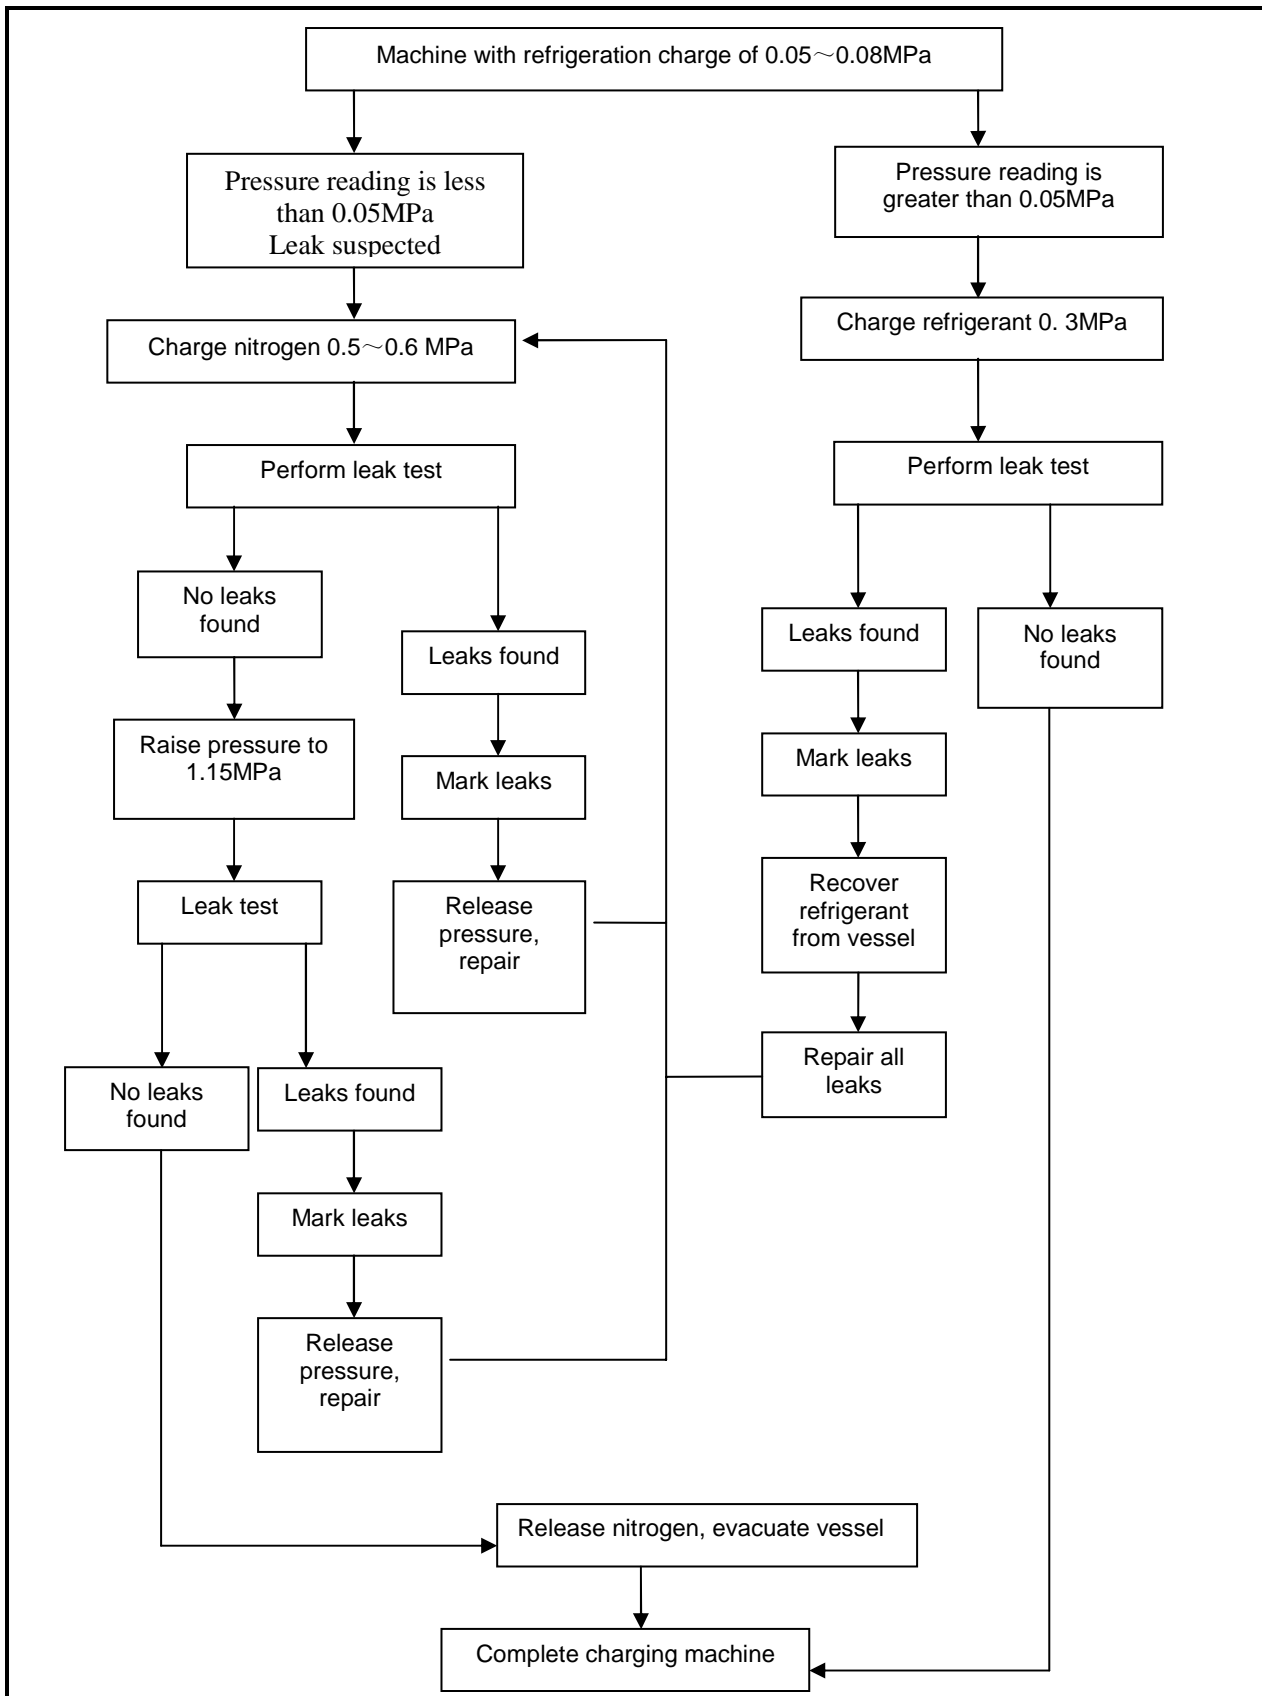 Machine with refrigeration charge of 0.05～0.08MPa
Pressure reading is less
than 0.05MPa
Leak suspected
Pressure reading is
greater than 0.05MPa
Charge nitrogen 0.5～0.6 MPa
Charge refrigerant 0. 3MPa
Perform leak test
Perform leak test
No leaks
found
Leaks found
Leaks found
No leaks
found
Raise pressure to
1.15MPa
Mark leaks
Mark leaks
Leak test
Release
pressure,
repair
Recover
refrigerant
from vessel
No leaks
found
Leaks found
Repair all
leaks
Mark leaks
Release
pressure,
repair
Release nitrogen, evacuate vessel
Complete charging machine